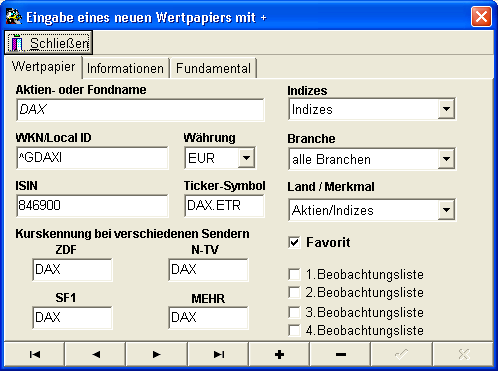 Eingabe eines neuen Wertpapiers mit +
Schließen
Wertpapier Informationen Fundamental
Aktien- oder Fondname
DAX
Indizes
Indizes
WKN/Local ID
^GDAXI
Währung
EUR
Branche
alle Branchen
ISIN
846900
Ticker-Symbol
DAX.ETR
Land / Merkmal
Aktien/Indizes
Kurskennung bei verschiedenen Sendern
ZDF
DAX
N-TV
DAX
SF1
DAX
MEHR
DAX
Favorit
1.Beobachtungsliste
2.Beobachtungsliste
3.Beobachtungsliste
4.Beobachtungsliste